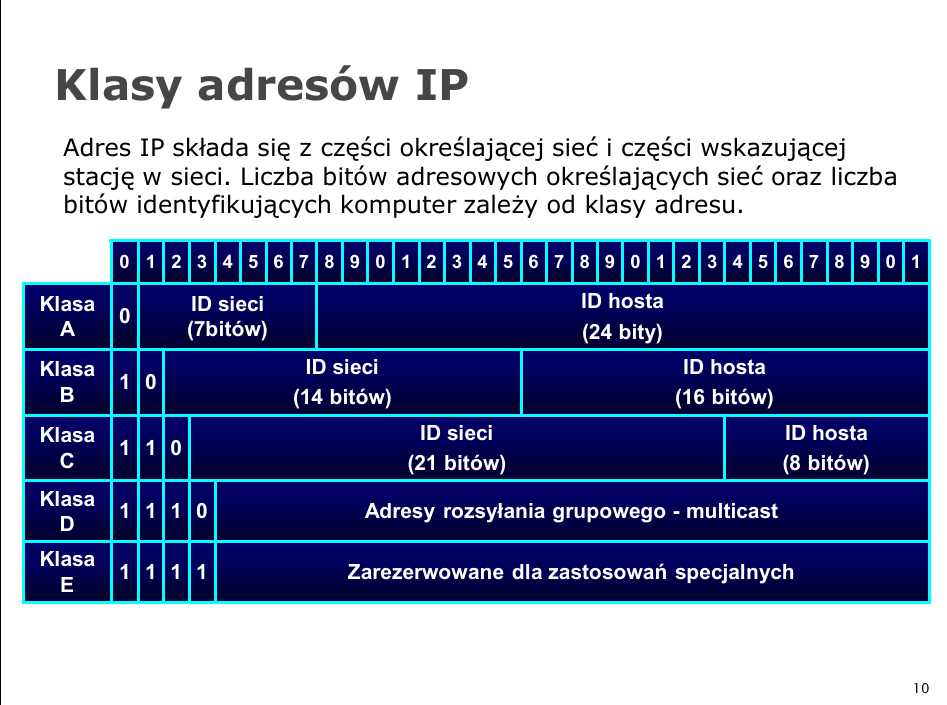 Klasy adresów IP
Adres IP składa się z części określającej sieć i części wskazującej
stację w sieci. Liczba bitów adresowych określających sieć oraz liczba
bitów identyfikujących komputer zależy od klasy adresu.
0 1 2 3 4 5 6 7 8 9 0 1 2 3 4 5 6 7 8 9 0 1 2 3 4 5 6 7 8 9 0 1
Klasa
A
0
ID sieci
(7bitów)
ID hosta
(24 bity)
Klasa
B
1 0
ID sieci
(14 bitów)
ID hosta
(16 bitów)
Klasa
C
1 1 0
ID sieci
(21 bitów)
ID hosta
(8 bitów)
Klasa
D
1 1 1 0
Adresy rozsyłania grupowego - multicast
Klasa
E
1 1 1 1
Zarezerwowane dla zastosowań specjalnych
10